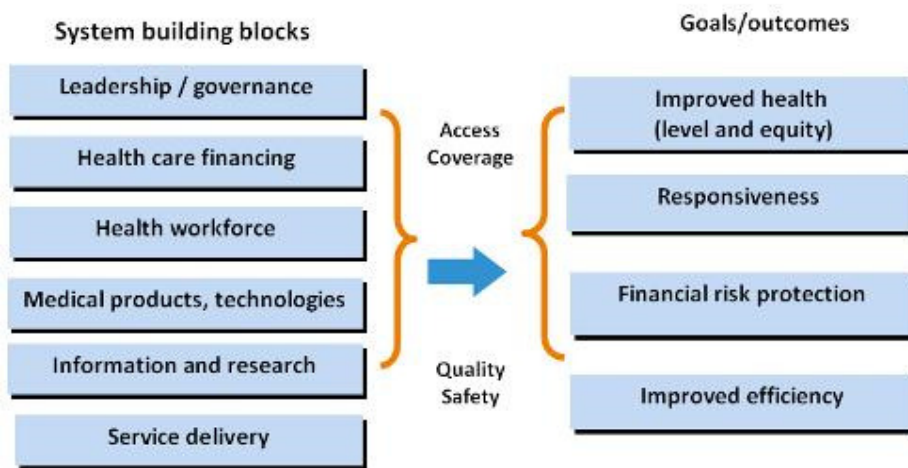 System building blocks
Leadership / governance
Health care financing
Health workforce
Medical products, technologies
Information and research
Service delivery
Access
Coverage
Quality
Safety
Goals/outcomes
Improved health
(level and equity)
Responsiveness
Financial risk protection
Improved efficiency